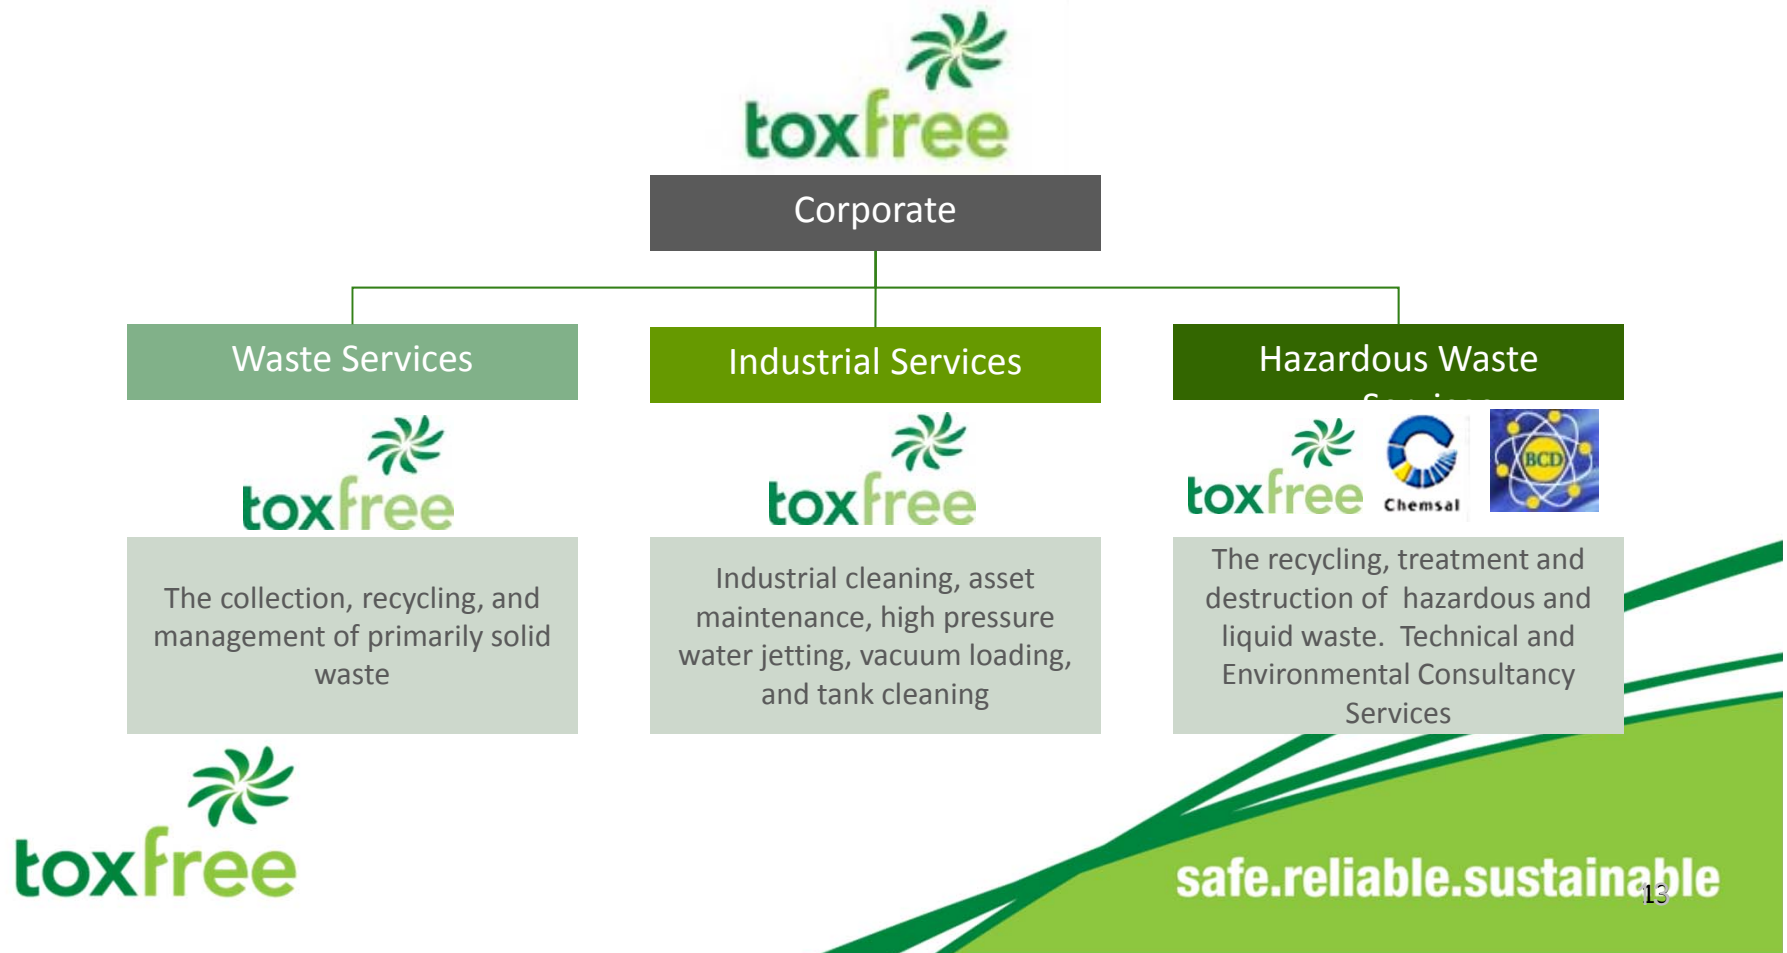 toxfree
Corporate
Waste Services
Industrial Services
Hazardous Waste
Services
toxfree
toxfree
toxfree
Chemsal
BCD
The collection, recycling, and
management of primarily solid
waste
Industrial cleaning, asset
maintenance, high pressure
water jetting, vacuum loading,
and tank cleaning
The recycling, treatment and
destruction of hazardous and
liquid waste. Technical and
Environmental Consultancy
Services
toxfree
safe.reliable.sustainable
13